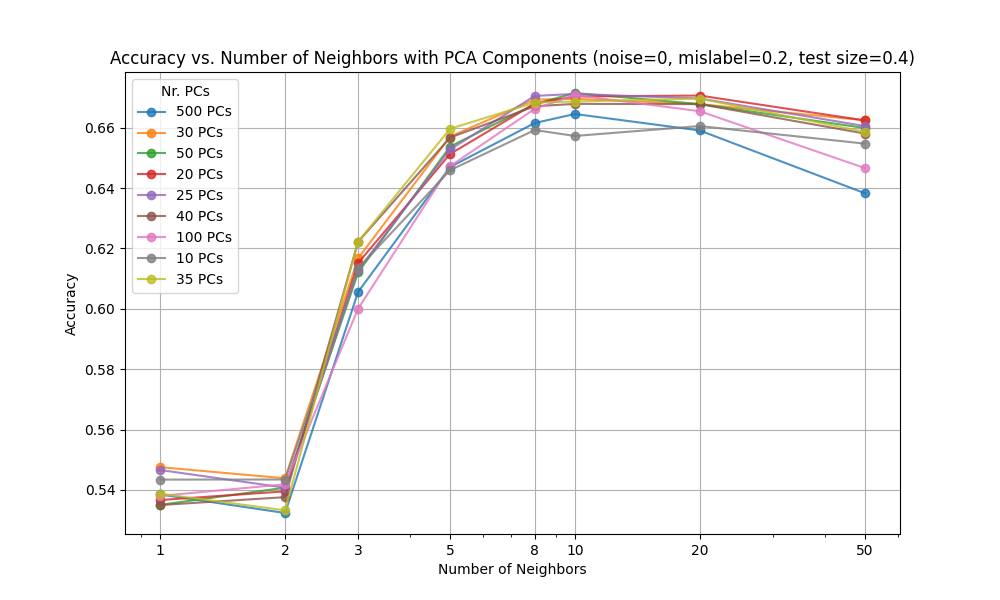 Accuracy vs. Number of Neighbors with PCA Components (noise=0, mislabel=0.2, test size=0.4)
Nr. PCs
500 PCs
30 PCs
50 PCs
20 PCs
25 PCs
40 PCs
100 PCs
10 PCs
35 PCs
Accuracy
0.66
0.64
0.62
0.60
0.58
0.56
0.54
1 2 3 5 8 10 20 50
Number of Neighbors